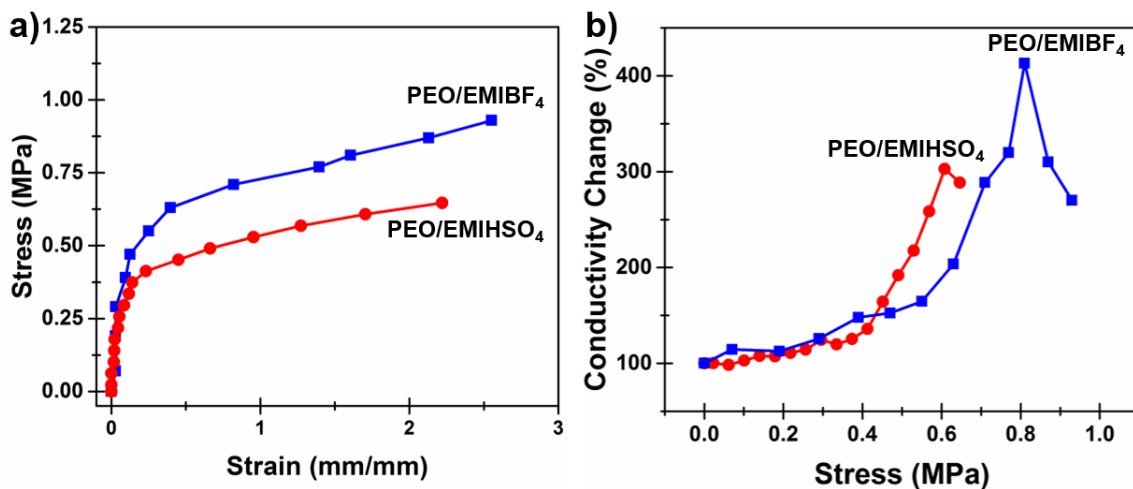 a)
1.25
1.00
0.75
0.50
0.25
0.00
Stress (MPa)
PEO/EMIBF4
PEO/EMIHSO4
0
1
2
3
Strain (mm/mm)
b)
400
300
200
100
Conductivity Change (%)
PEO/EMIBF4
PEO/EMIHSO4
0.0
0.2
0.4
0.6
0.8
1.0
Stress (MPa)